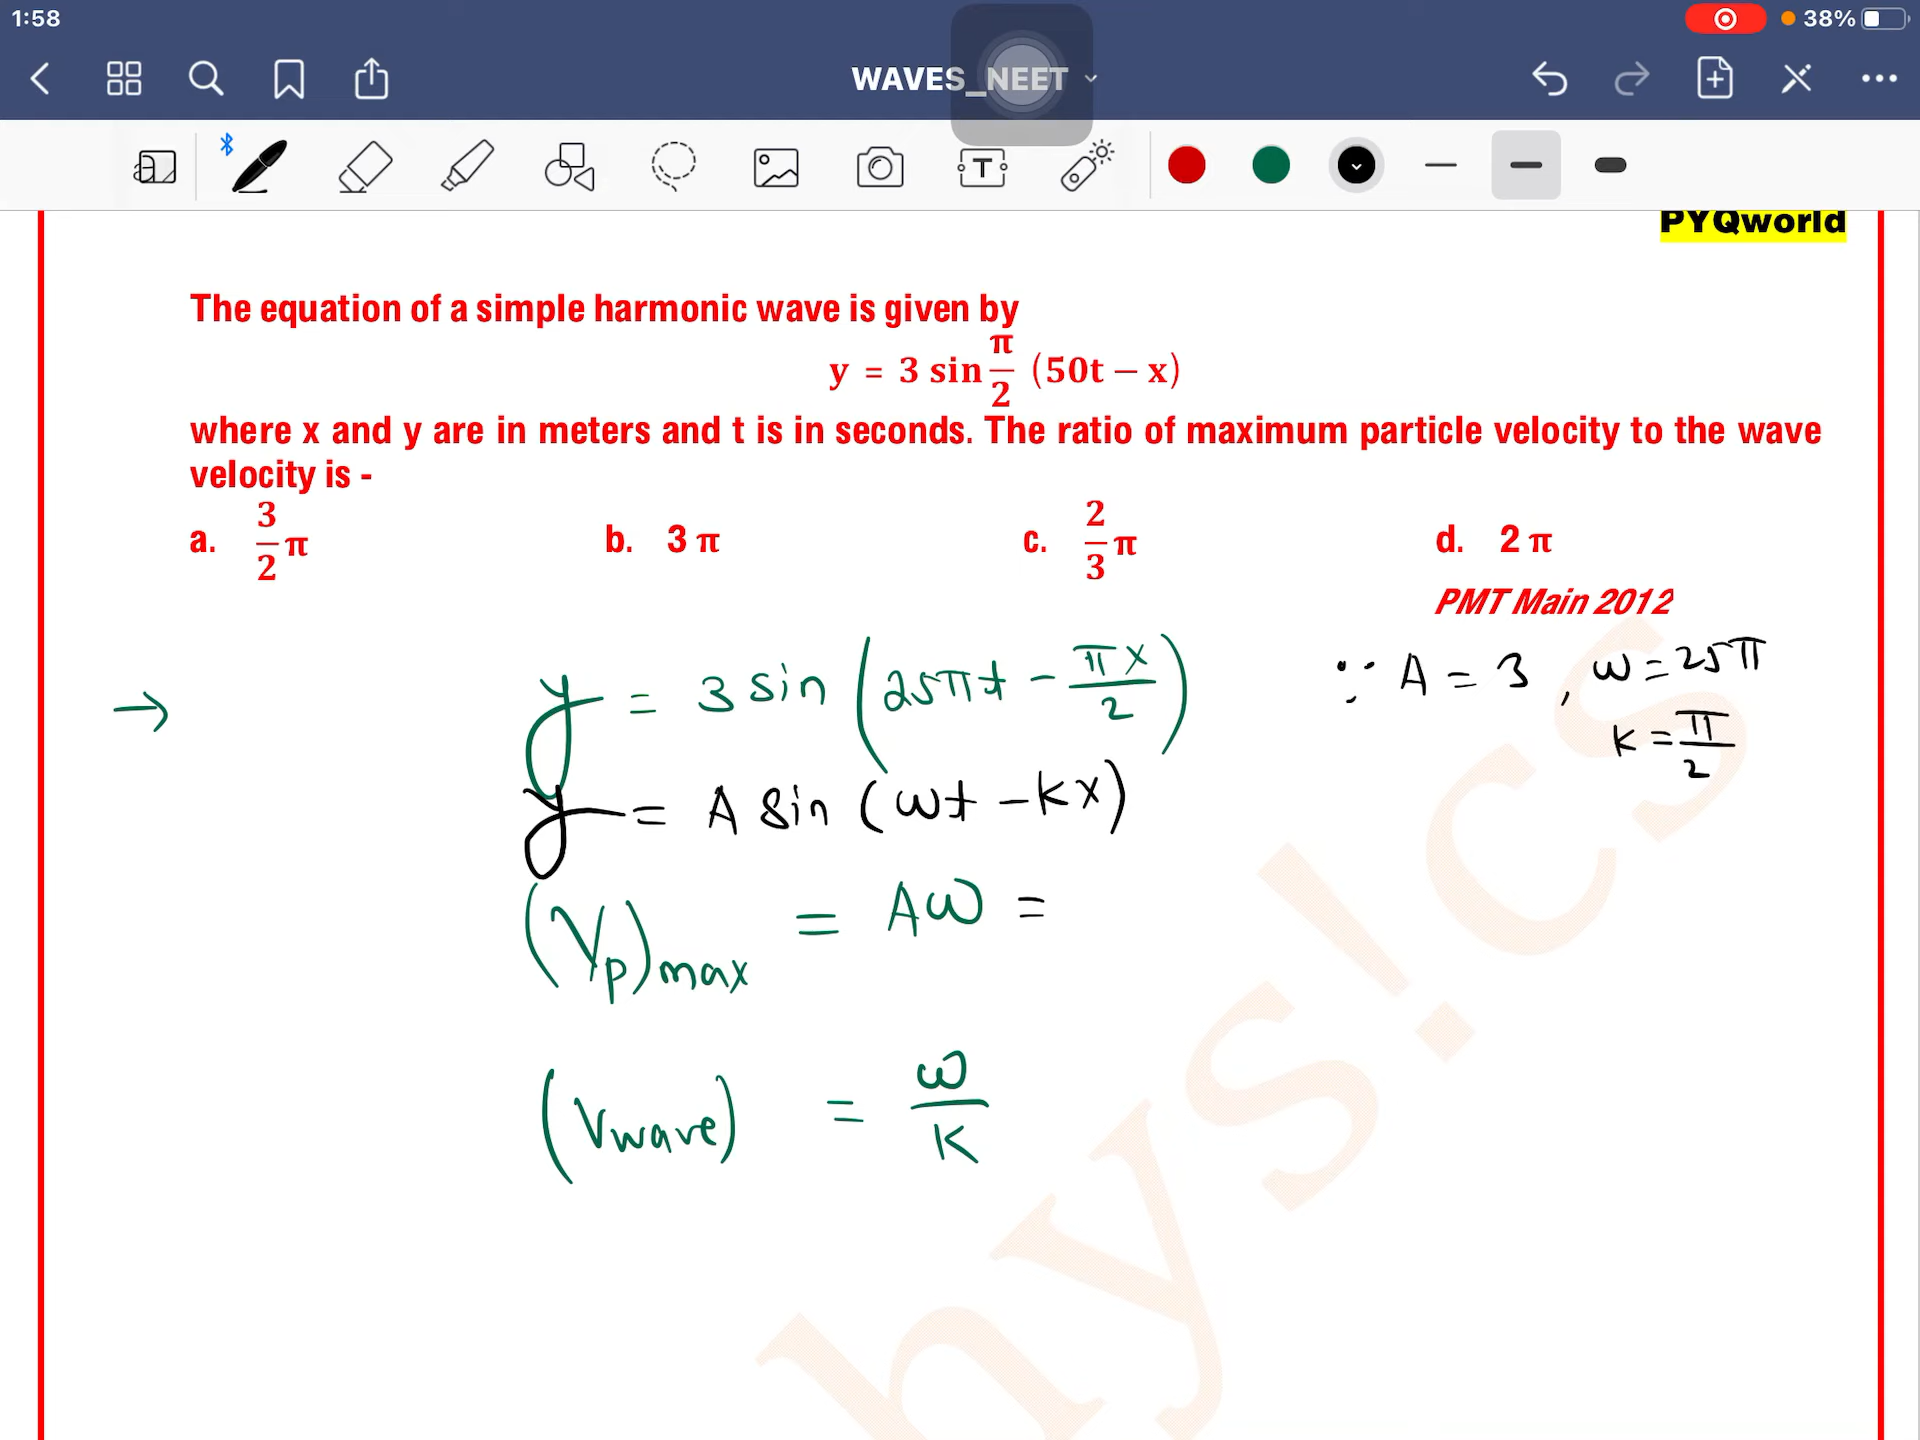 1:58
38%
WAVES_NEET
PYQworld
The equation of a simple harmonic wave is given by
y = 3 sin π/2 (50t − x)
where x and y are in meters and t is in seconds. The ratio of maximum particle velocity to the wave
velocity is -
a. 3/2 π b. 3 π c. 2/3 π d. 2 π
PMT Main 2012
→ y = 3 sin (25πt - πx/2)
∵ A = 3, ω = 25π
k = π/2
y = A sin (ωt - kx)
(Vp)max = Aω =
(Vwave) = ω/K
hys!cs